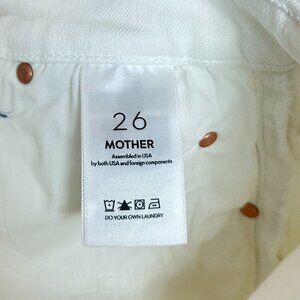 26
MOTHER
Assembled in USA
by both USA and foreign components
DO YOUR OWN LAUNDRY